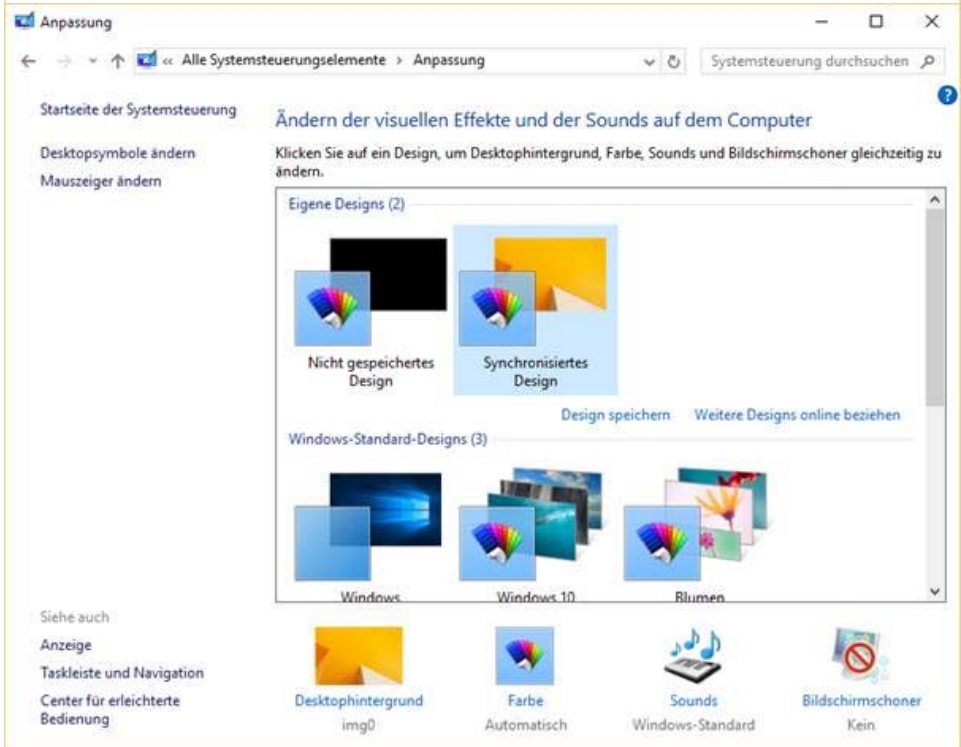 Anpassung
« Alle Systemsteuerungselemente > Anpassung
Systemsteuerung durchsuchen
?
Startseite der Systemsteuerung
Desktopsymbole ändern
Mauszeiger ändern
Ändern der visuellen Effekte und der Sounds auf dem Computer
Klicken Sie auf ein Design, um Desktophintergrund, Farbe, Sounds und Bildschirmschoner gleichzeitig zu
ändern.
Eigene Designs (2)
Nicht gespeichertes
Design
Synchronisiertes
Design
Design speichern
Weitere Designs online beziehen
Windows-Standard-Designs (3)
Windows
Windows 10
Blumen
Siehe auch
Anzeige
Taskleiste und Navigation
Center für erleichterte
Bedienung
Desktophintergrund
img0
Farbe
Automatisch
Sounds
Windows-Standard
Bildschirmschoner
Kein